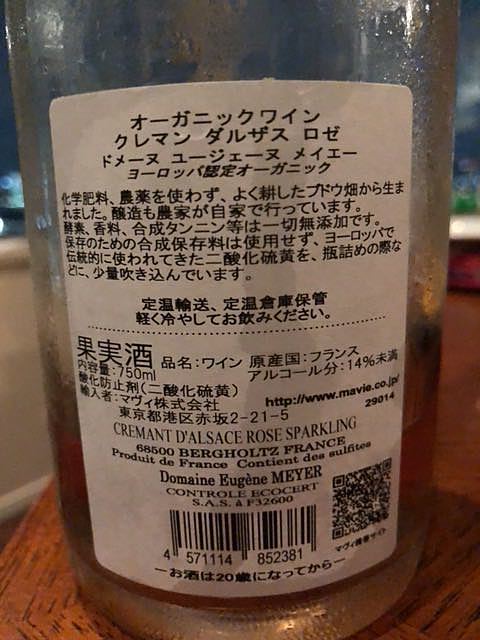 オーガニックワイン
クレマン ダルザス ロゼ
ドメーヌ ユージェーヌ メイエー
ヨーロッパ認定オーガニック
化学肥料、農薬を使わず、よく耕したブドウ畑から生ま
れました。醸造も農家が自家で行っています。
酵素、香料、合成タンニン等は一切無添加です。
保存のための合成保存料は使用せず、ヨーロッパで
伝統的に使われてきた二酸化硫黄を、瓶詰めの際な
どに、少量吹き込んでいます。
定温輸送、定温倉庫保管
軽く冷やしてお飲みください。
果実酒 品名：ワイン 原産国：フランス
内容量：750ml アルコール分：14%未満
酸化防止剤(二酸化硫黄)
輸入者：マヴィ株式会社 http://www.mavie.co.jp/
東京都港区赤坂2-21-5 29014
CREMANT D'ALSACE ROSE SPARKLING
68500 BERGHOLTZ FRANCE
Produit de France Contient des sulfites
Domaine Eugène MEYER
CONTROLE ECOCERT
S.A.S. à F32600
4 571114 852381
マヴィ携帯サイト
－お酒は20歳になってから－